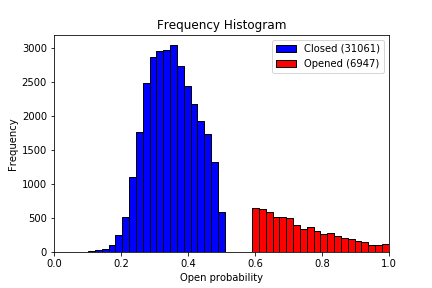 Frequency Histogram
Closed (31061)
Opened (6947)
Frequency
3000
2500
2000
1500
1000
500
0
0.0 0.2 0.4 0.6 0.8 1.0
Open probability